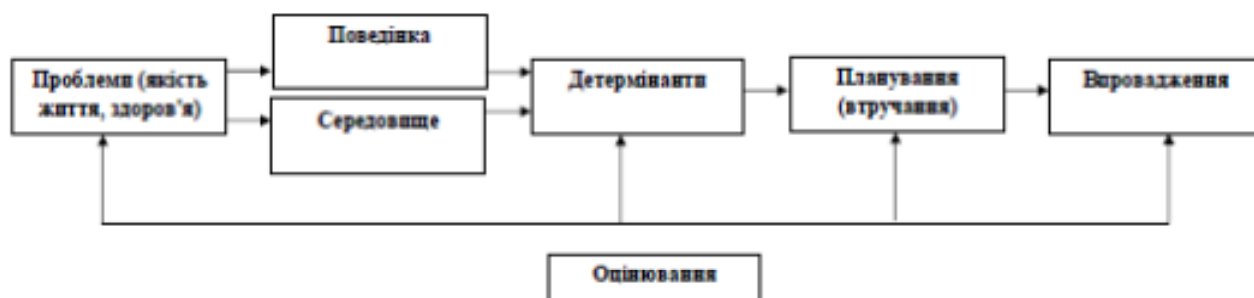 Проблеми (якість
життя, здоров'я)
Поведінка
Середовище
Детермінанти
Планування
(втручання)
Впровадження
Оцінювання